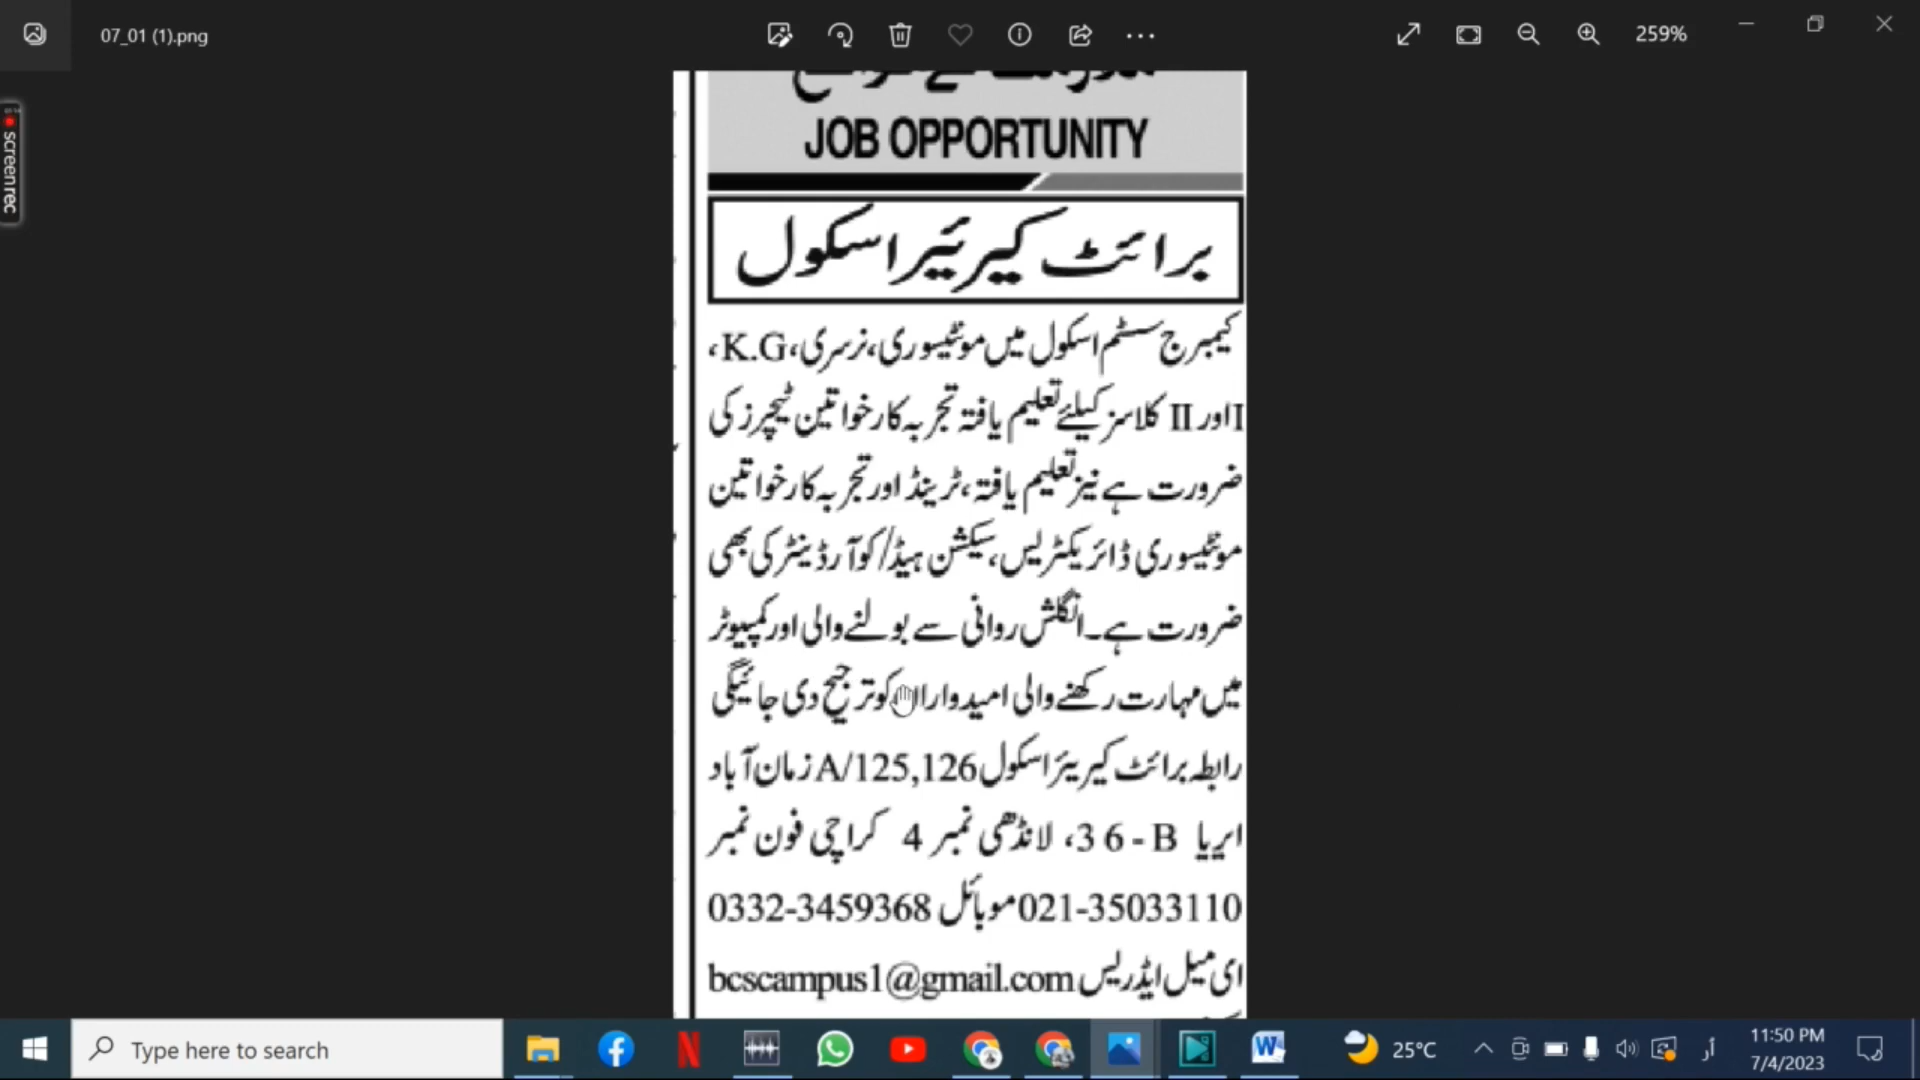 07_01 (1).png
259%
screenrec
JOB OPPORTUNITY
برائٹ کیرئیر اسکول
کیمبرج سسٹم اسکول میں مونٹیسوری، نرسری، K.G،
I اور II کلاسز کیلئے تعلیم یافتہ تجربہ کار خواتین ٹیچرز کی
ضرورت ہے نیز تعلیم یافتہ، ٹرینڈ اور تجربہ کار خواتین
مونٹیسوری ڈائریکٹریس، سیکشن ہیڈ/کوآرڈینٹر کی بھی
ضرورت ہے۔ انگلش روانی سے بولنے والی اور کمپیوٹر
میں مہارت رکھنے والی کو ترجیح دی جائیگی
رابطہ برائٹ کیریئر اسکول A/125,126 زمان آباد
ایریا 36-B، لانڈھی نمبر 4 کراچی فون نمبر
021-35033110 موبائل 0332-3459368
ای میل ایڈریس bcscampus1@gmail.com
Type here to search
25°C
11:50 PM
7/4/2023